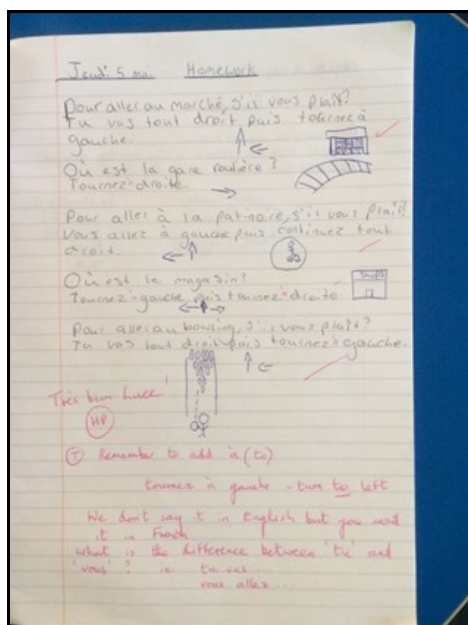 Jeudi 5 mai Homework
Pour aller au marché, s'il vous plaît?
Tu vas tout droit puis tournez à
gauche.
Où est la gare routière?
Tournez à droite.
Pour aller à la patinoire, s'il vous plaît?
Vous allez à gauche puis continuez tout
droit.
Où est le magasin?
Tournez à gauche puis tournez à droite
Shops
Pour aller au bowling, s'il vous plaît?
Tu vas tout droit puis tournez à gauche.
Très bien
HP
T Remember to add à (to)
tournez à gauche - turn to left
We don't say it in English but you need
it in French
What is the difference between 'tu' and
'vous'? ie tu vas ...
vous allez ...